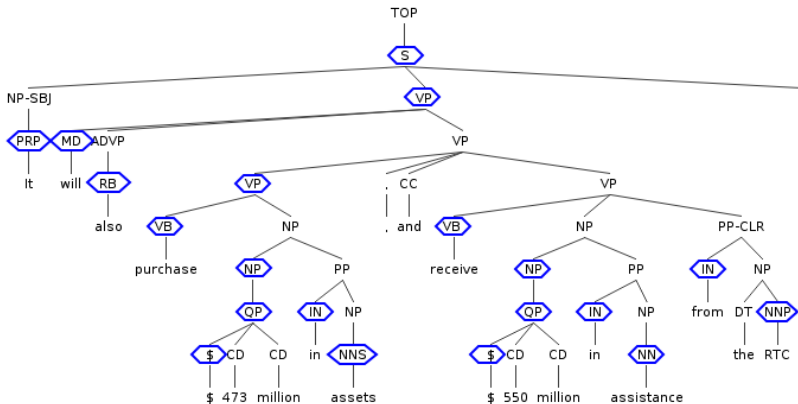 TOP
S
NP-SBJ VP
PRP MD ADVP VP
It will RB VP , CC VP
also VB NP , and VB NP PP-CLR
purchase NP PP receive NP PP IN NP
QP IN NP QP IN NP from DT NNP
$ CD CD in NNS $ CD CD in NN the RTC
$ 473 million assets $ 550 million assistance